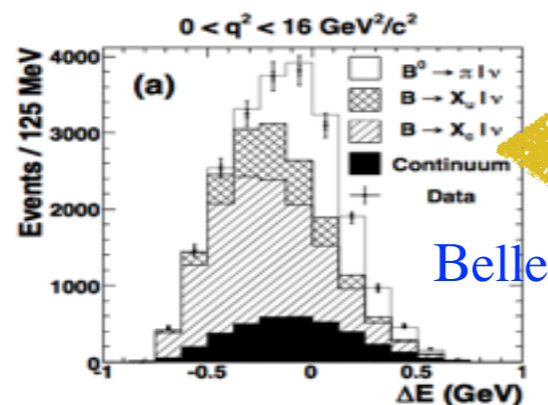 0 < q² < 16 GeV²/c²
Events / 125 MeV
4000
3000
2000
1000
0
(a)
B⁰ → π l ν
B → Xᵤ l ν
B → X_c l ν
Continuum
Data
Belle
-1
-0.5
0
0.5
1
ΔE (GeV)